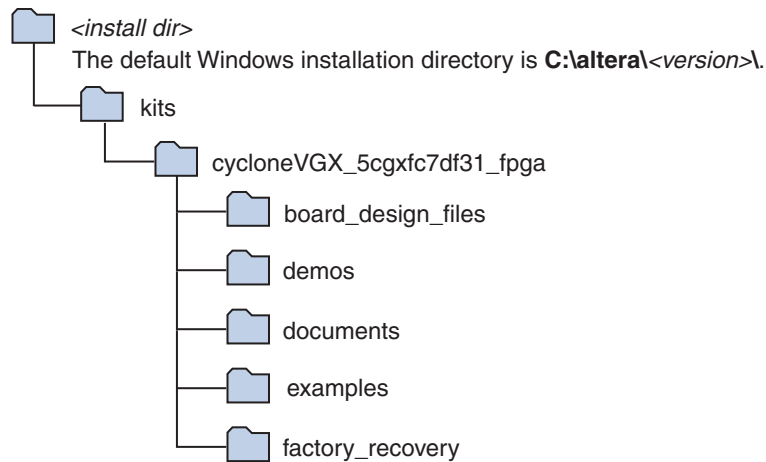 <install dir>
The default Windows installation directory is C:\altera\<version>\.
kits
cycloneVGX_5cgxfc7df31_fpga
board_design_files
demos
documents
examples
factory_recovery